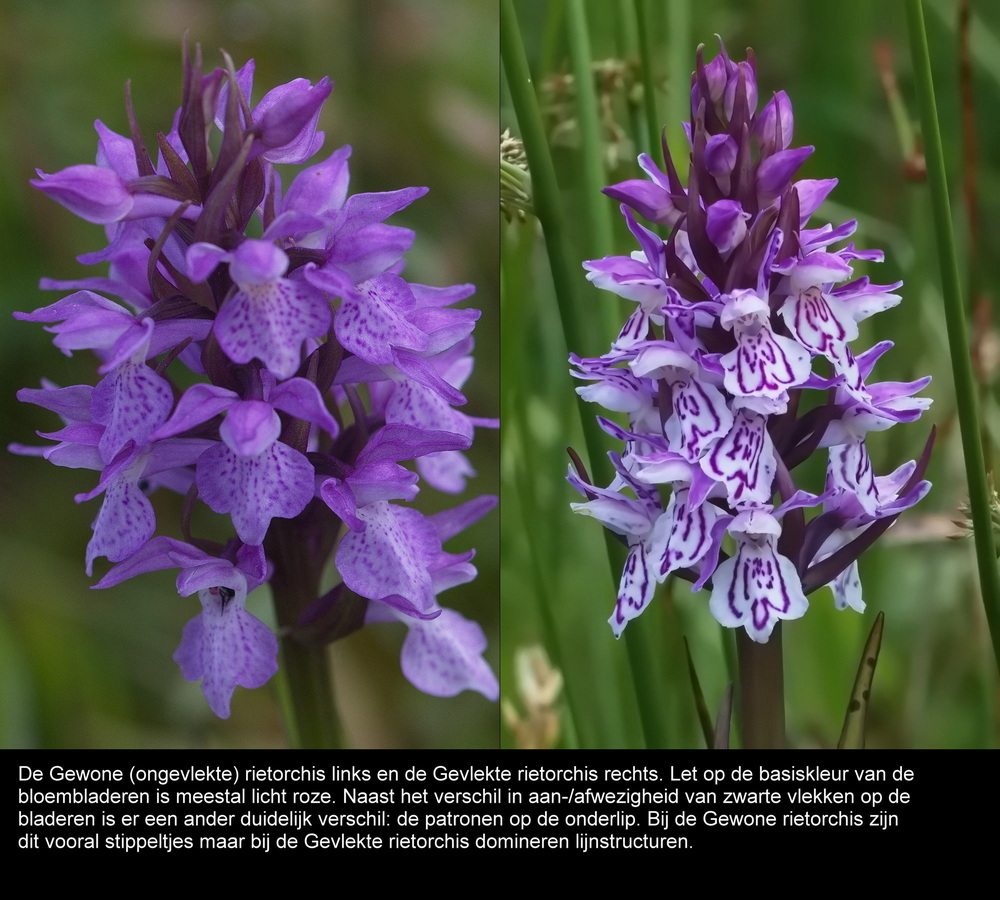 De Gewone (ongevlekte) rietorchis links en de Gevlekte rietorchis rechts. Let op de basiskleur van de
bloembladeren is meestal licht roze. Naast het verschil in aan-/afwezigheid van zwarte vlekken op de
bladeren is er een ander duidelijk verschil: de patronen op de onderlip. Bij de Gewone rietorchis zijn
dit vooral stippeltjes maar bij de Gevlekte rietorchis domineren lijnstructuren.